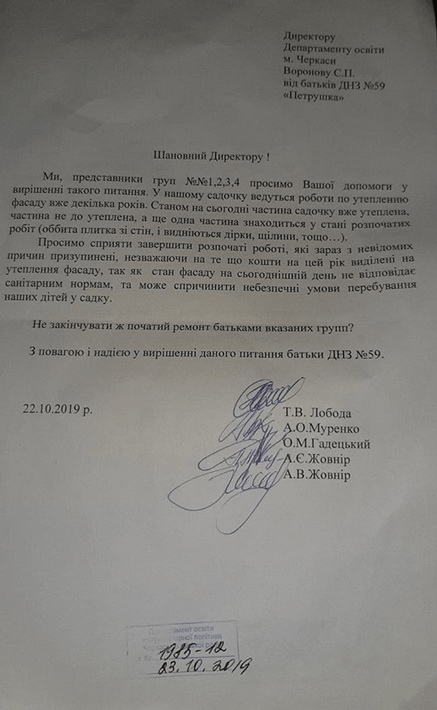 Директору
Департаменту освіти
м. Черкаси
Воронову С.П.
від батьків ДНЗ №59
«Петрушка»
Шановний Директору !
Ми, представники груп №№1,2,3,4 просимо Вашої допомоги у
вирішенні такого питання. У нашому садочку ведуться роботи по утепленню
фасаду вже декілька років. Станом на сьогодні частина садочку вже утеплена,
частина не до утеплена, а ще одна частина знаходиться у стані розпочатих
робіт (оббита плитка зі стін, і видніються дірки, щілини, тощо…).
Просимо сприяти завершити розпочаті роботі, які зараз з невідомих
причин призупинені, незважаючи на те що кошти на цей рік виділені на
утеплення фасаду, так як стан фасаду на сьогоднішній день не відповідає
санітарним нормам, та може спричинити небезпечні умови перебування
наших дітей у садку.
Не закінчувати ж початий ремонт батьками вказаних групп?
З повагою і надією у вирішенні даного питання батьки ДНЗ №59.
22.10.2019 р.
Т.В. Лобода
А.О.Муренко
О.М.Гадецький
А.Є.Жовнір
А.В.Жовнір
1985-12
23.10.2019